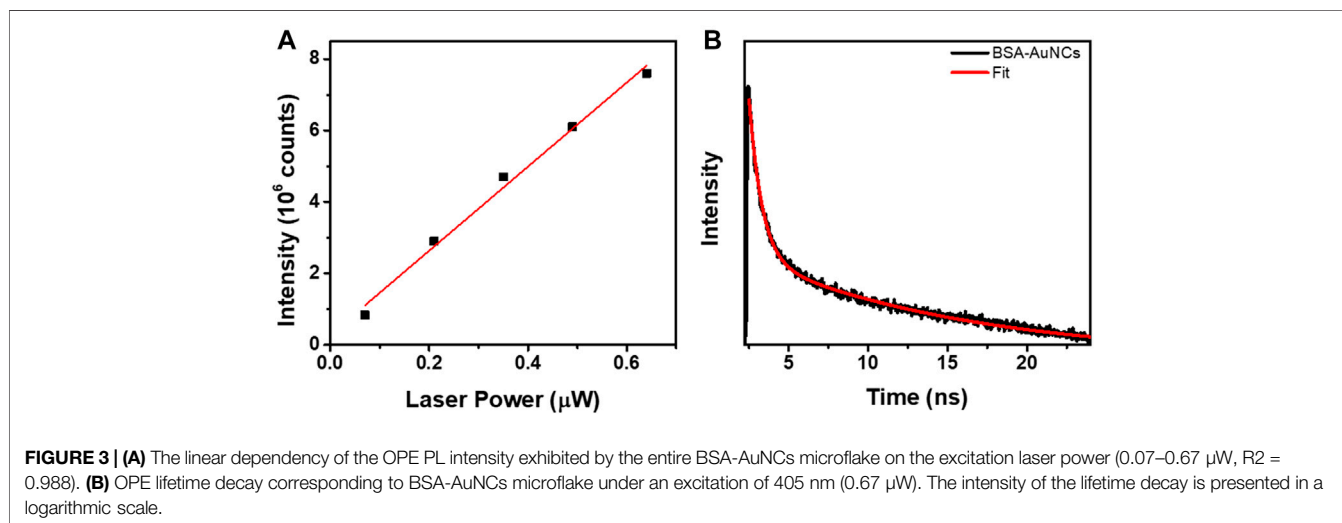 A
Intensity (10⁶ counts)
8
6
4
2
0
0.0 0.2 0.4 0.6
Laser Power (µW)
B
BSA-AuNCs
Fit
Intensity
5 10 15 20
Time (ns)
FIGURE 3 | (A) The linear dependency of the OPE PL intensity exhibited by the entire BSA-AuNCs microflake on the excitation laser power (0.07–0.67 µW, R2 =
0.988). (B) OPE lifetime decay corresponding to BSA-AuNCs microflake under an excitation of 405 nm (0.67 µW). The intensity of the lifetime decay is presented in a
logarithmic scale.